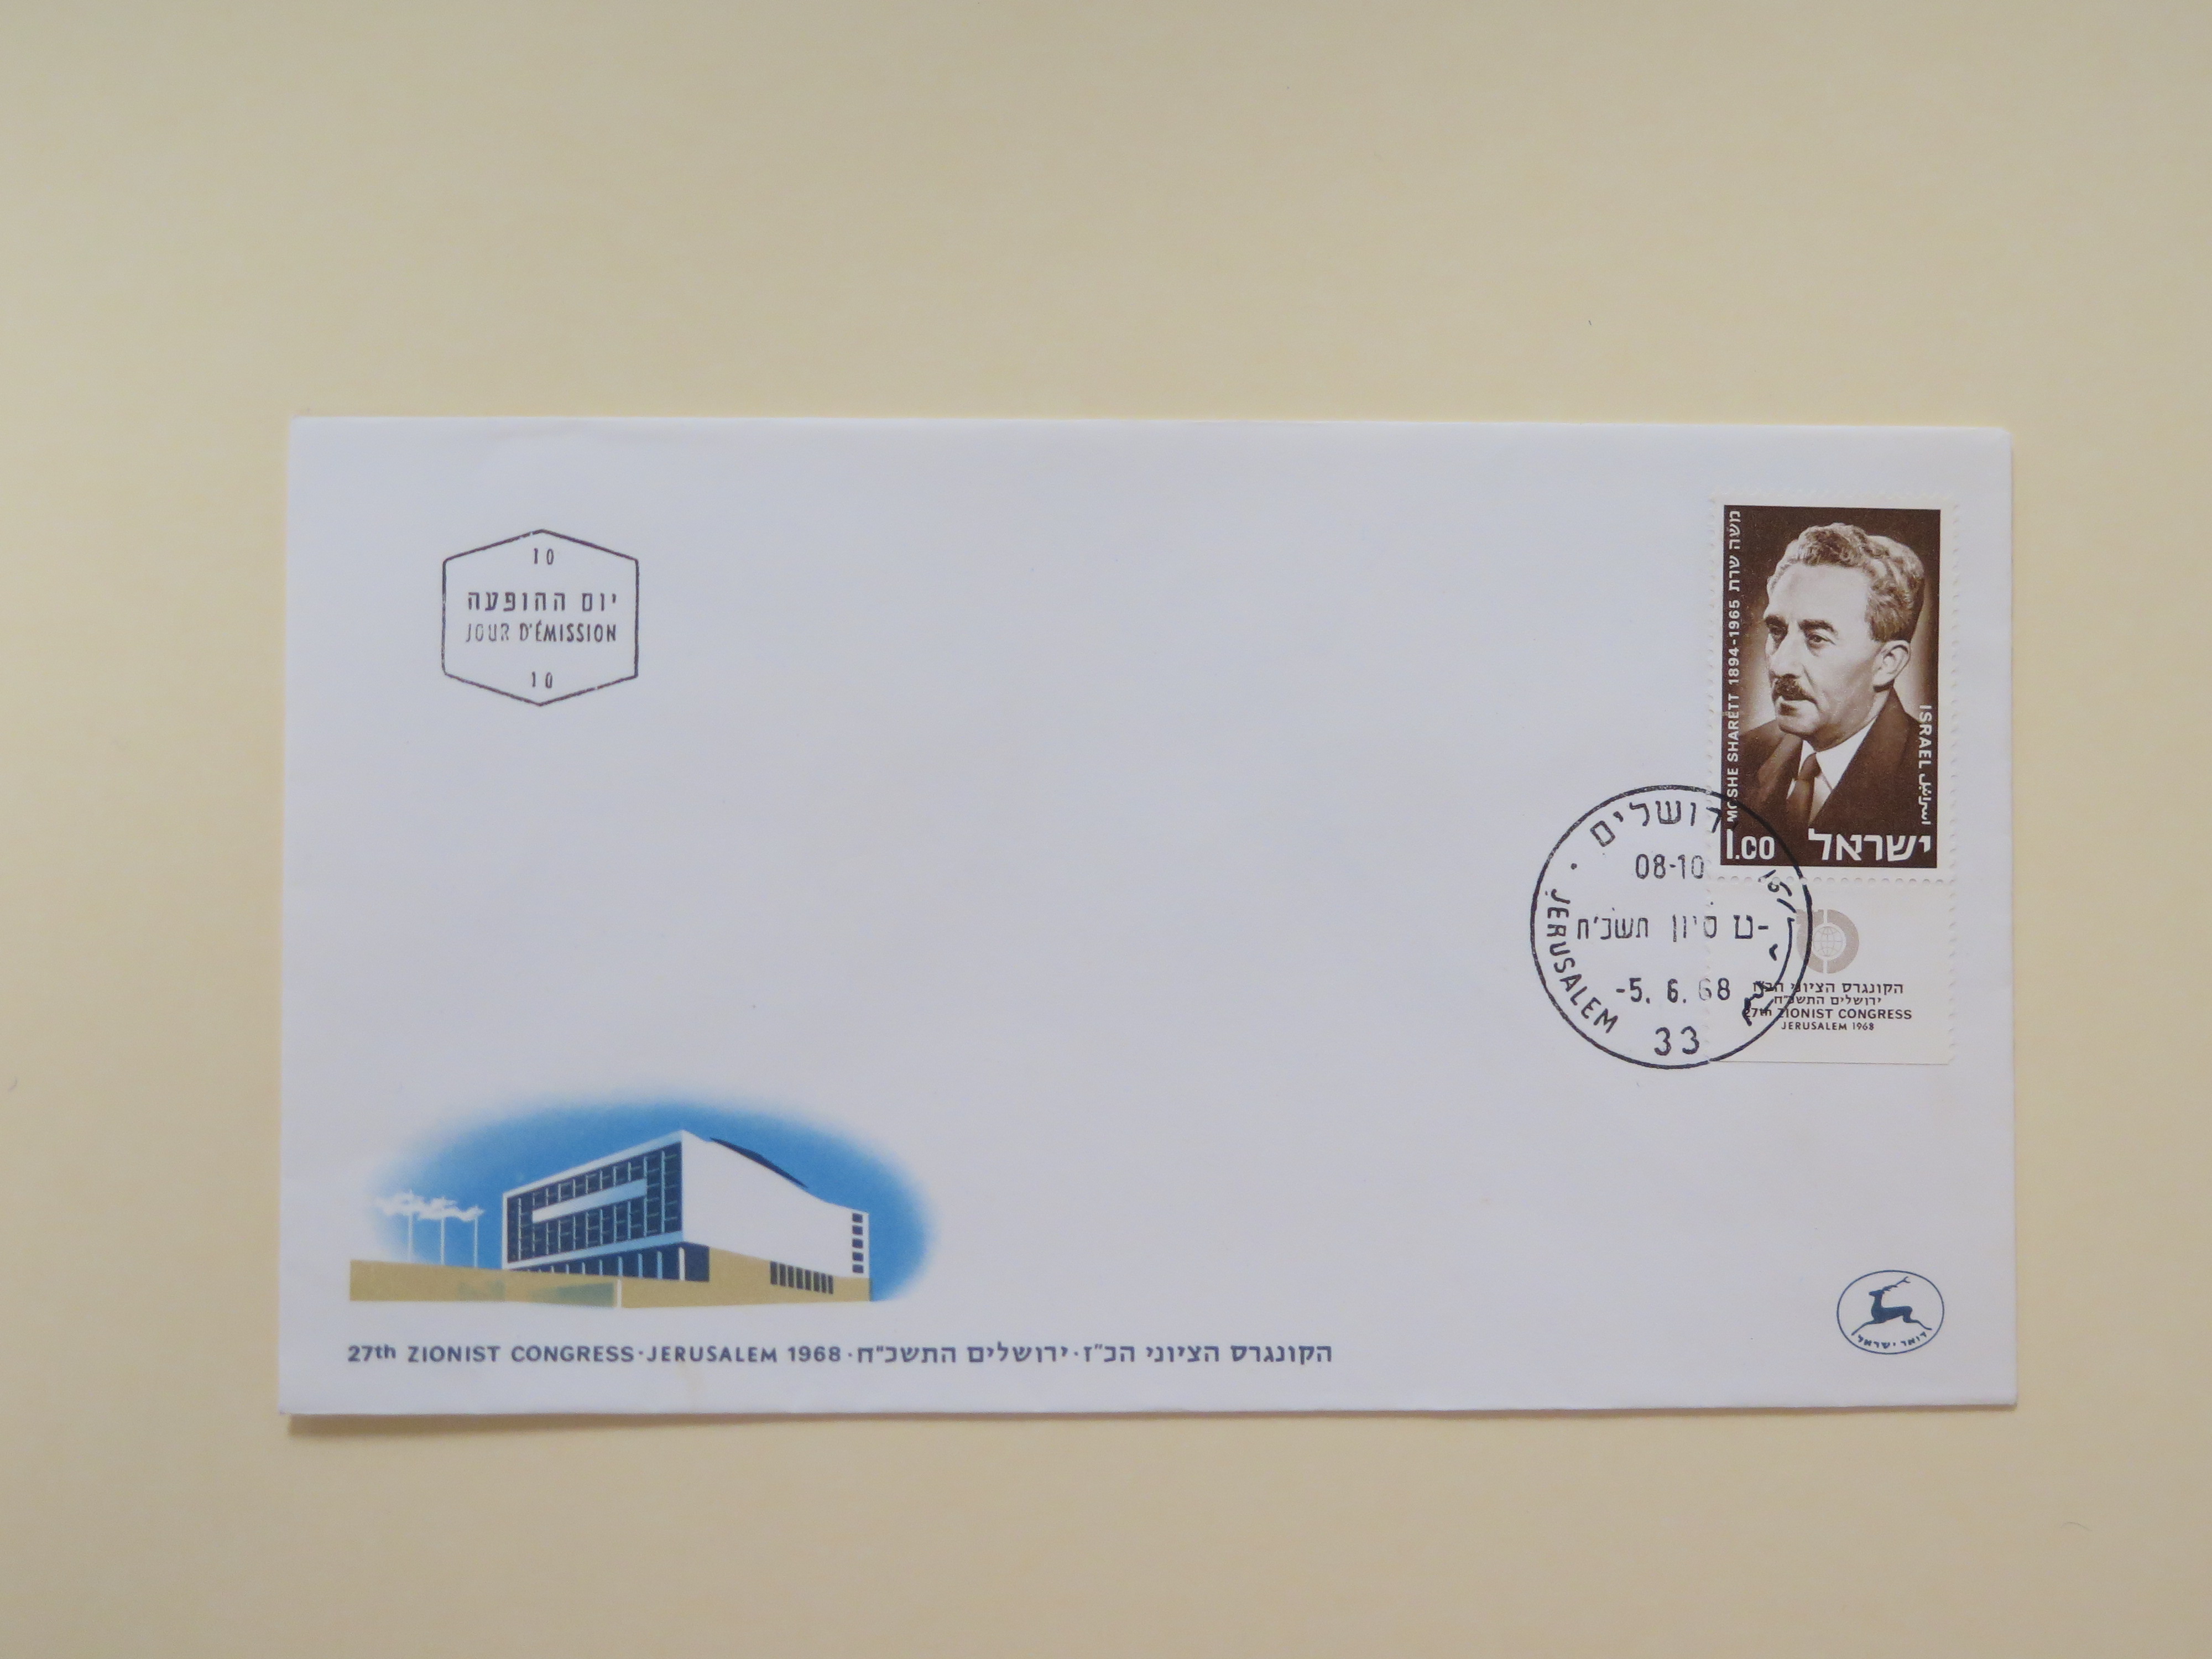 10
יום ההופעה
JOUR D'ÉMISSION
10
משה שרת
MOSHE SHARETT 1894-1965
ISRAEL اسرائيل
1.00 ישראל
ירושלים
08-10
-ט סיון תשכ"ח
-5. 6. 68
JERUSALEM
33
הקונגרס הציוני הכ"ז
ירושלים התשכ"ח
27th ZIONIST CONGRESS
JERUSALEM 1968
27th ZIONIST CONGRESS · JERUSALEM 1968 · הקונגרס הציוני הכ"ז · ירושלים התשכ"ח
דואר ישראל